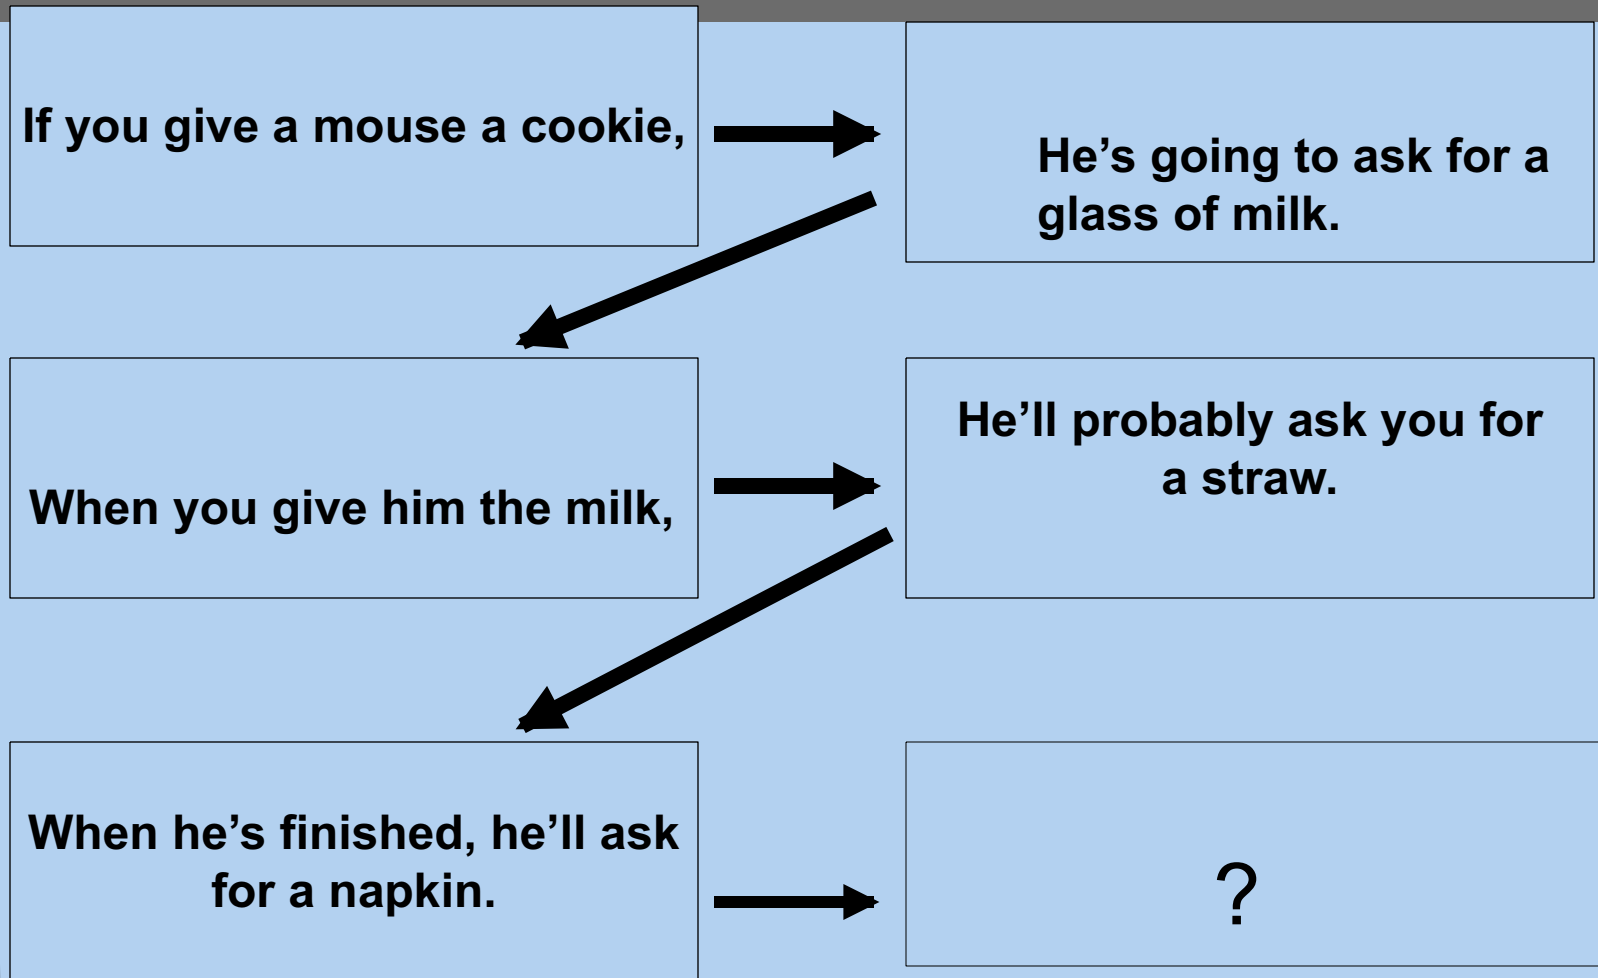 If you give a mouse a cookie,
He’s going to ask for a
glass of milk.
When you give him the milk,
He’ll probably ask you for
a straw.
When he’s finished, he’ll ask
for a napkin.
?